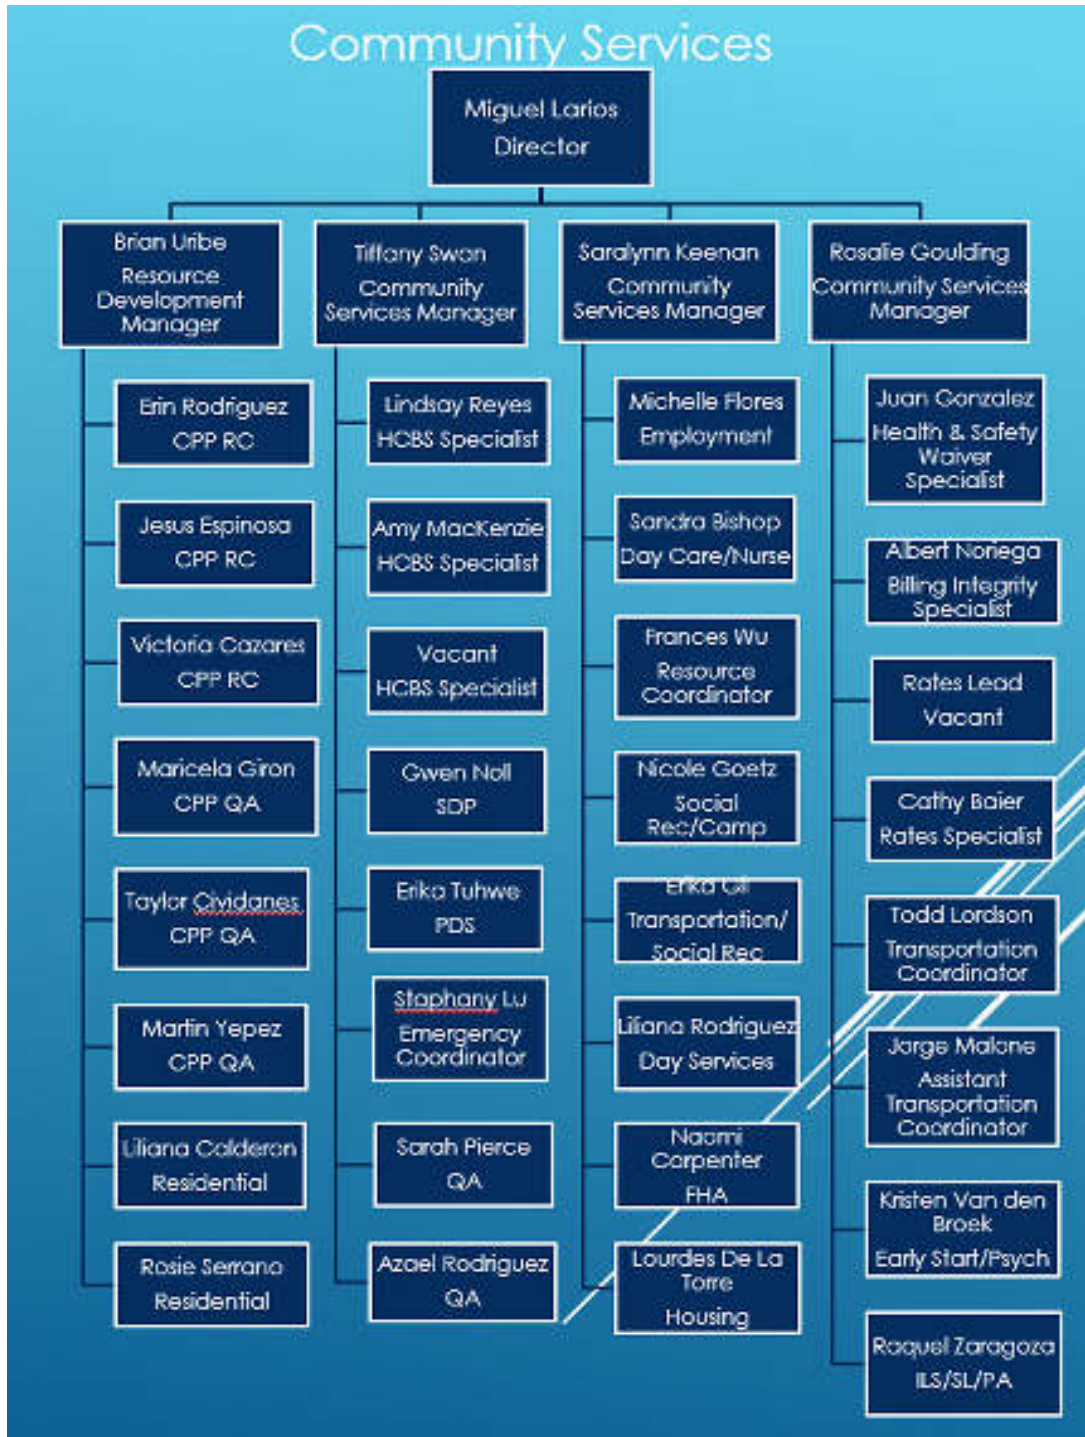 Community Services
Miguel Larios
Director
Brian Uribe
Resource
Development
Manager
Erin Rodriguez
CPP RC
Jesus Espinosa
CPP RC
Victoria Cazares
CPP RC
Maricela Giron
CPP QA
Taylor Cividanes
CPP QA
Martin Yepez
CPP QA
Liliana Calderon
Residential
Rosie Serrano
Residential
Tiffany Swan
Community
Services Manager
Lindsay Reyes
HCBS Specialist
Amy MacKenzie
HCBS Specialist
Vacant
HCBS Specialist
Gwen Noll
SDP
Erika Tuhwe
PDS
Staphany Lu
Emergency
Coordinator
Sarah Pierce
QA
Azael Rodriguez
QA
Saralynn Keenan
Community
Services Manager
Michelle Flores
Employment
Sandra Bishop
Day Care/Nurse
Frances Wu
Resource
Coordinator
Nicole Goetz
Social
Rec/Camp
Erika Gil
Transportation/
Social Rec
Liliana Rodriguez
Day Services
Naomi
Carpenter
FHA
Lourdes De La
Torre
Housing
Rosalie Goulding
Community Services
Manager
Juan Gonzalez
Health & Safety
Waiver
Specialist
Albert Noriega
Billing Integrity
Specialist
Rates Lead
Vacant
Cathy Baier
Rates Specialist
Todd Lordson
Transportation
Coordinator
Jorge Malone
Assistant
Transportation
Coordinator
Kristen Van den
Broek
Early Start/Psych
Raquel Zaragoza
ILS/SL/PA